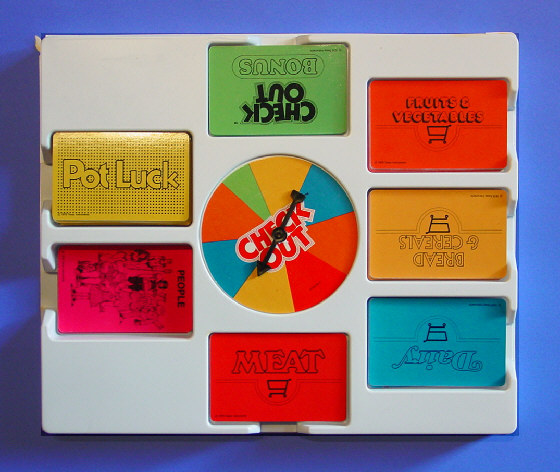 CHECK
OUT
BONUS
FRUITS &
VEGETABLES
Pot Luck
BREAD
& CEREALS
CHECK
OUT
PEOPLE
Dairy
MEAT